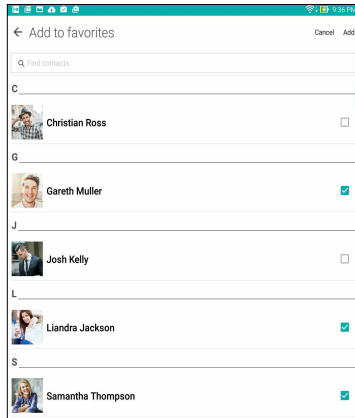 9:36 PM
Add to favorites
Cancel Add
Find contacts
C
Christian Ross
G
Gareth Muller
J
Josh Kelly
L
Liandra Jackson
S
Samantha Thompson